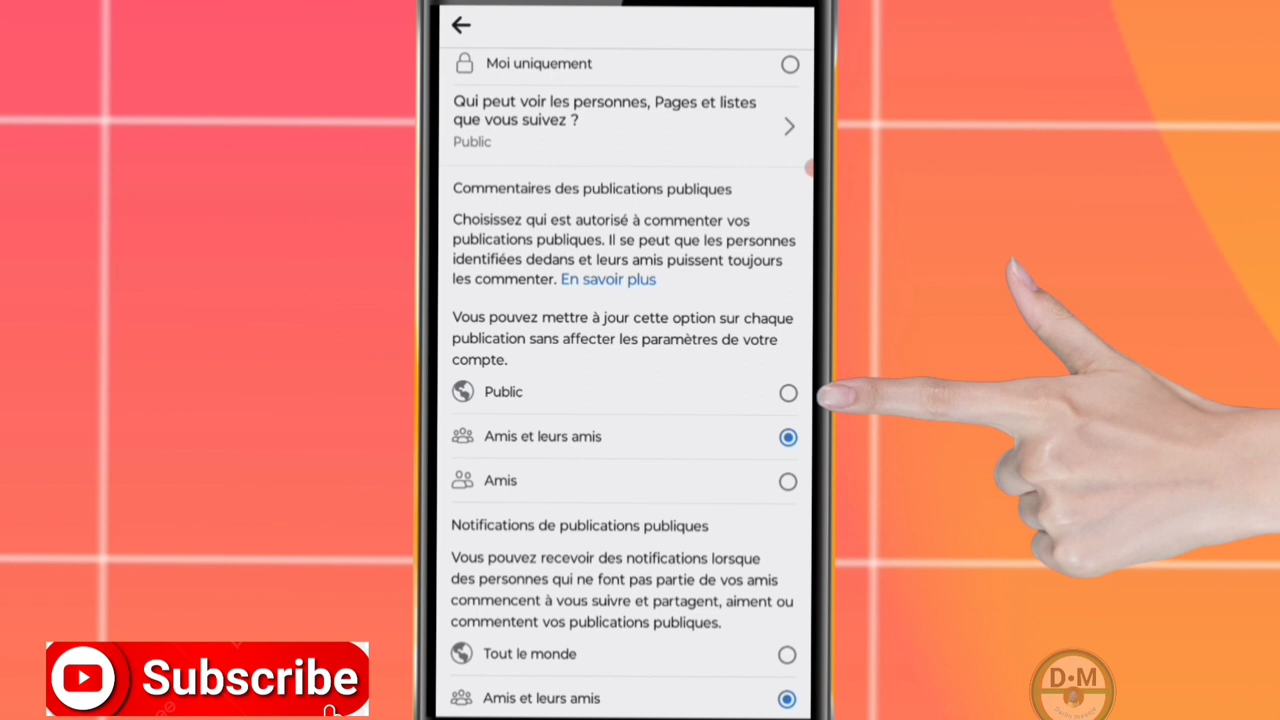 Moi uniquement
Qui peut voir les personnes, Pages et listes
que vous suivez ?
Public
Commentaires des publications publiques
Choisissez qui est autorisé à commenter vos
publications publiques. Il se peut que les personnes
identifiées dedans et leurs amis puissent toujours
les commenter. En savoir plus
Vous pouvez mettre à jour cette option sur chaque
publication sans affecter les paramètres de votre
compte.
Public
Amis et leurs amis
Amis
Notifications de publications publiques
Vous pouvez recevoir des notifications lorsque
des personnes qui ne font pas partie de vos amis
commencent à vous suivre et partagent, aiment ou
commentent vos publications publiques.
Tout le monde
Amis et leurs amis
Subscribe
D·M